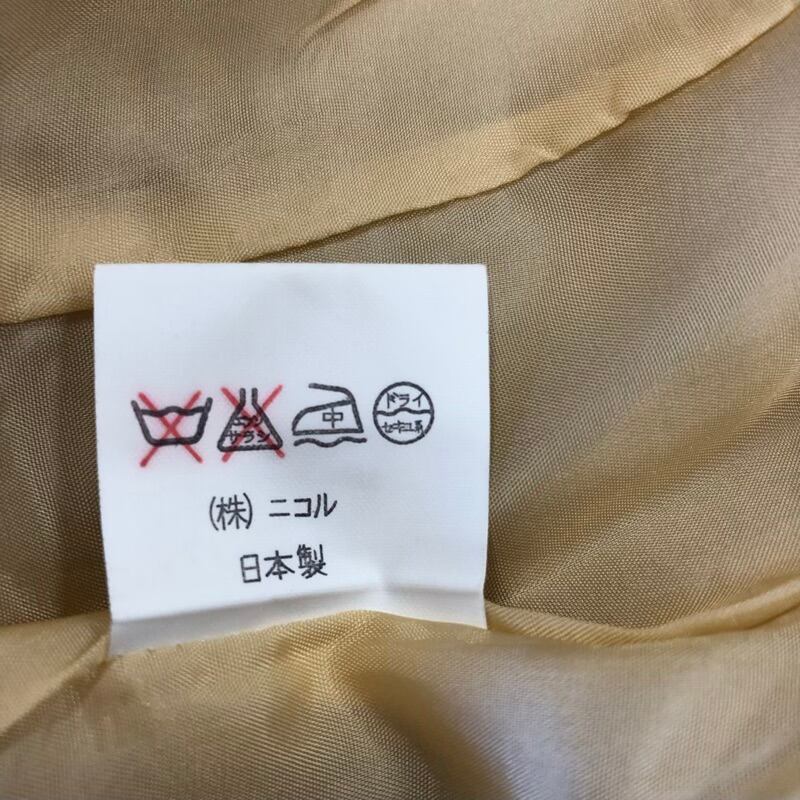 エンソ
サラシ
中
ドライ
セキユ系
(株) ニコル
日本製